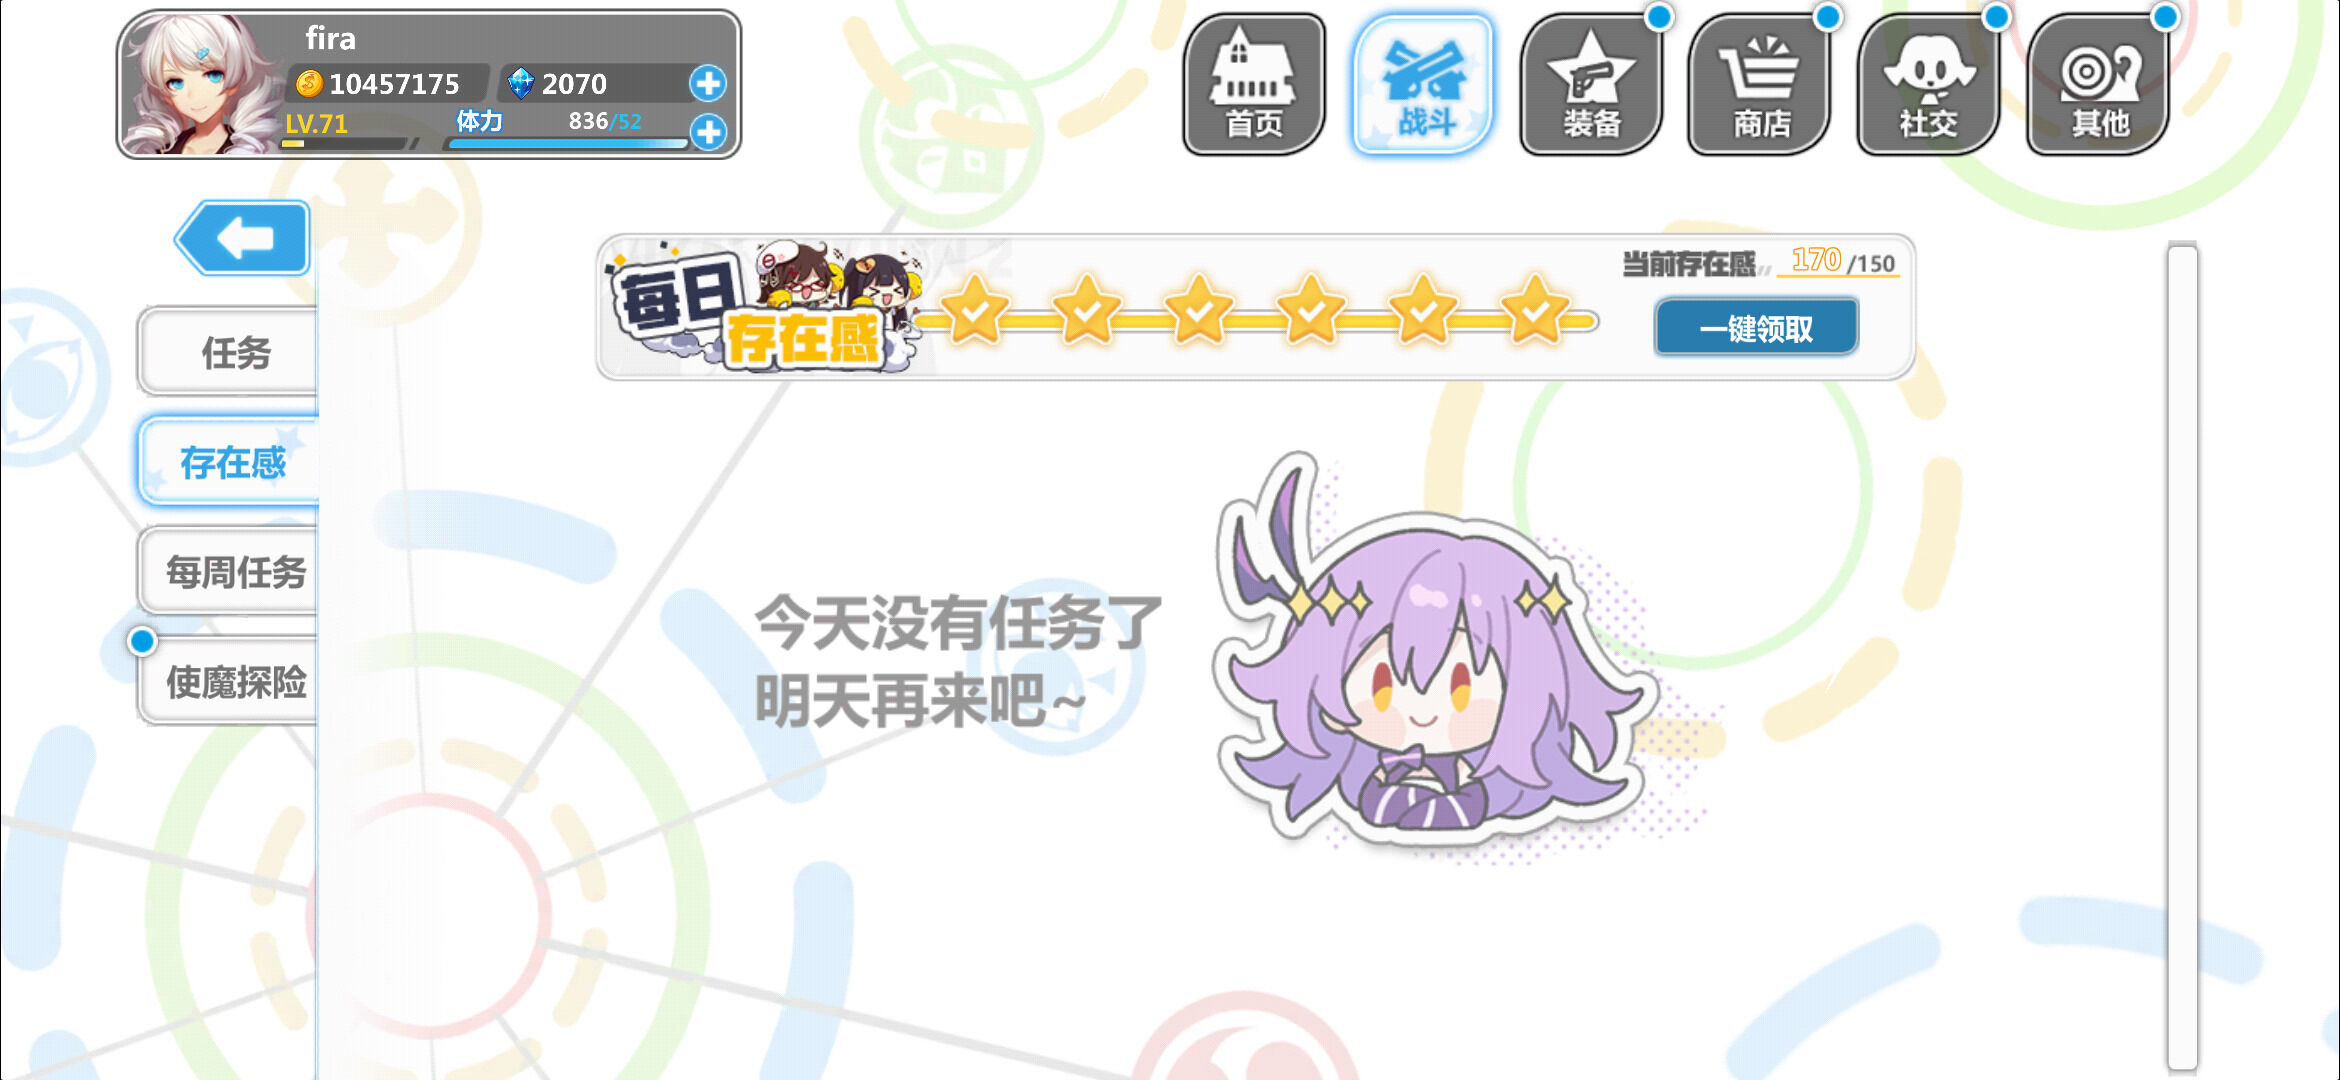 fira
10457175
2070
LV.71
体力
836/52
首页
战斗
装备
商店
社交
其他
任务
存在感
每周任务
使魔探险
每日
存在感
当前存在感
170/150
一键领取
今天没有任务了
明天再来吧~